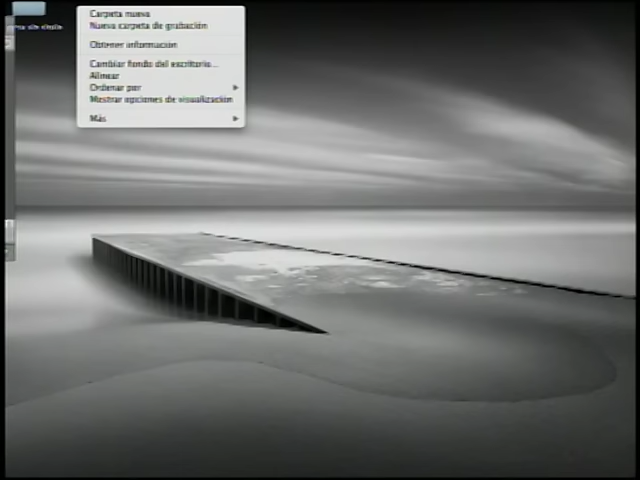 Carpeta nueva
Nueva carpeta de grabación
Obtener información
Cambiar fondo del escritorio...
Alinear
Ordenar por
Mostrar opciones de visualización
Más